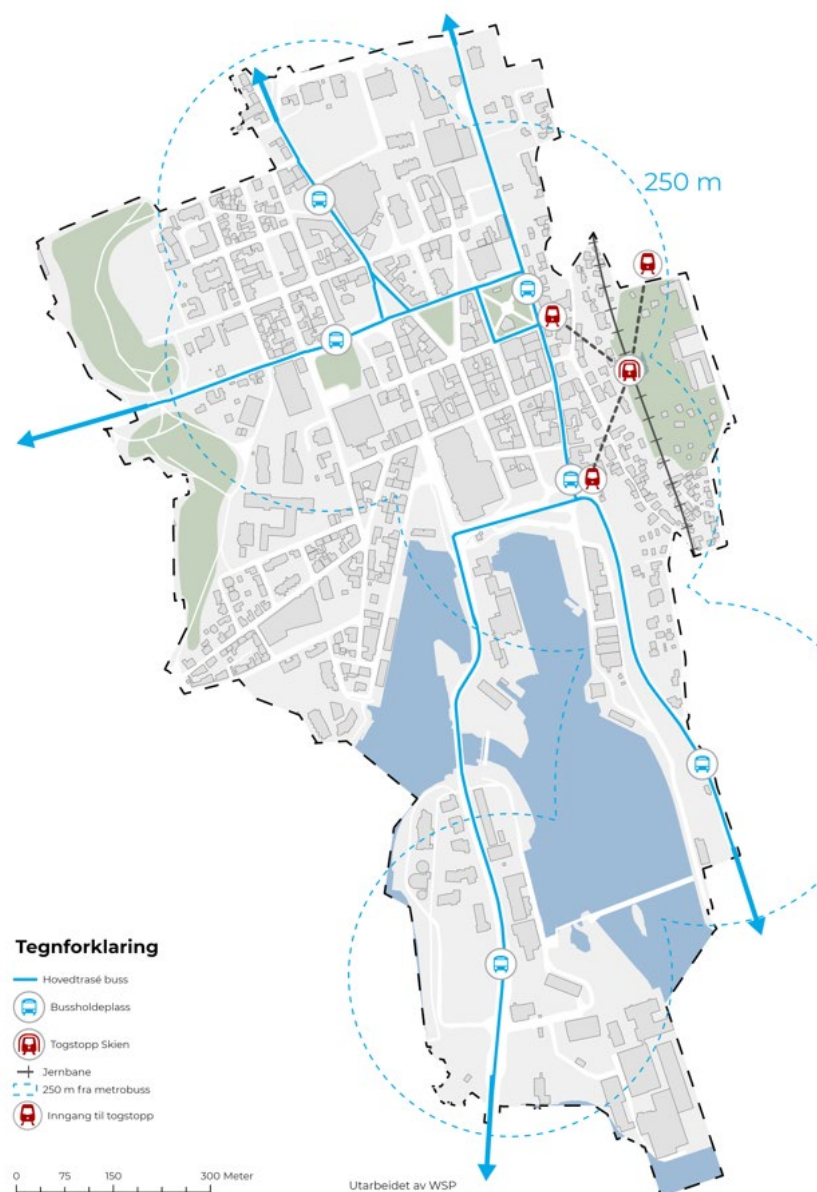 250 m
Tegnforklaring
Hovedtrasé buss
Bussholdeplass
Togstopp Skien
Jernbane
250 m fra metrobuss
Inngang til togstopp
0 75 150 300 Meter
Utarbeidet av WSP